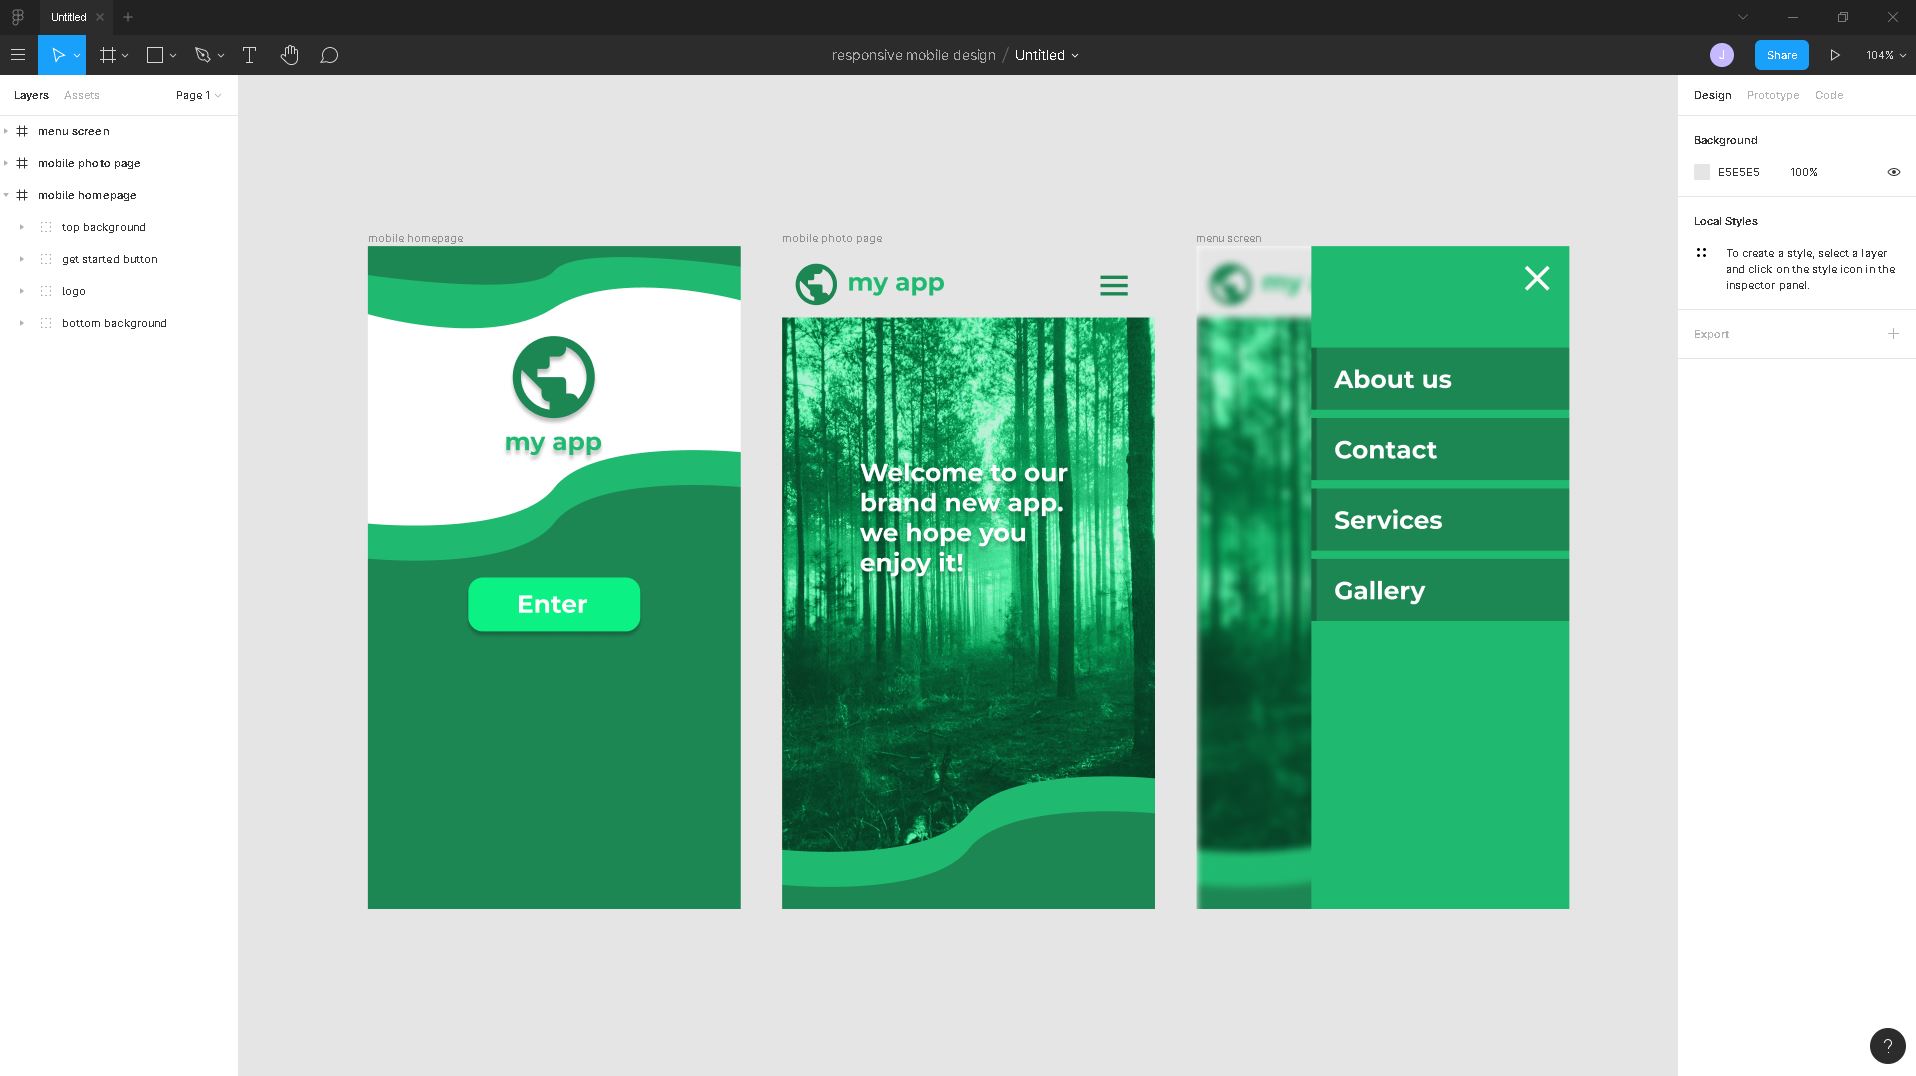 Untitled
responsive mobile design / Untitled
J
Share
104%
Layers
Assets
Page 1
menu screen
mobile photo page
mobile homepage
top background
get started button
logo
bottom background
mobile homepage
my app
Enter
mobile photo page
my app
Welcome to our
brand new app.
we hope you
enjoy it!
menu screen
my
About us
Contact
Services
Gallery
Design
Prototype
Code
Background
E5E5E5
100%
Local Styles
To create a style, select a layer
and click on the style icon in the
inspector panel.
Export
?